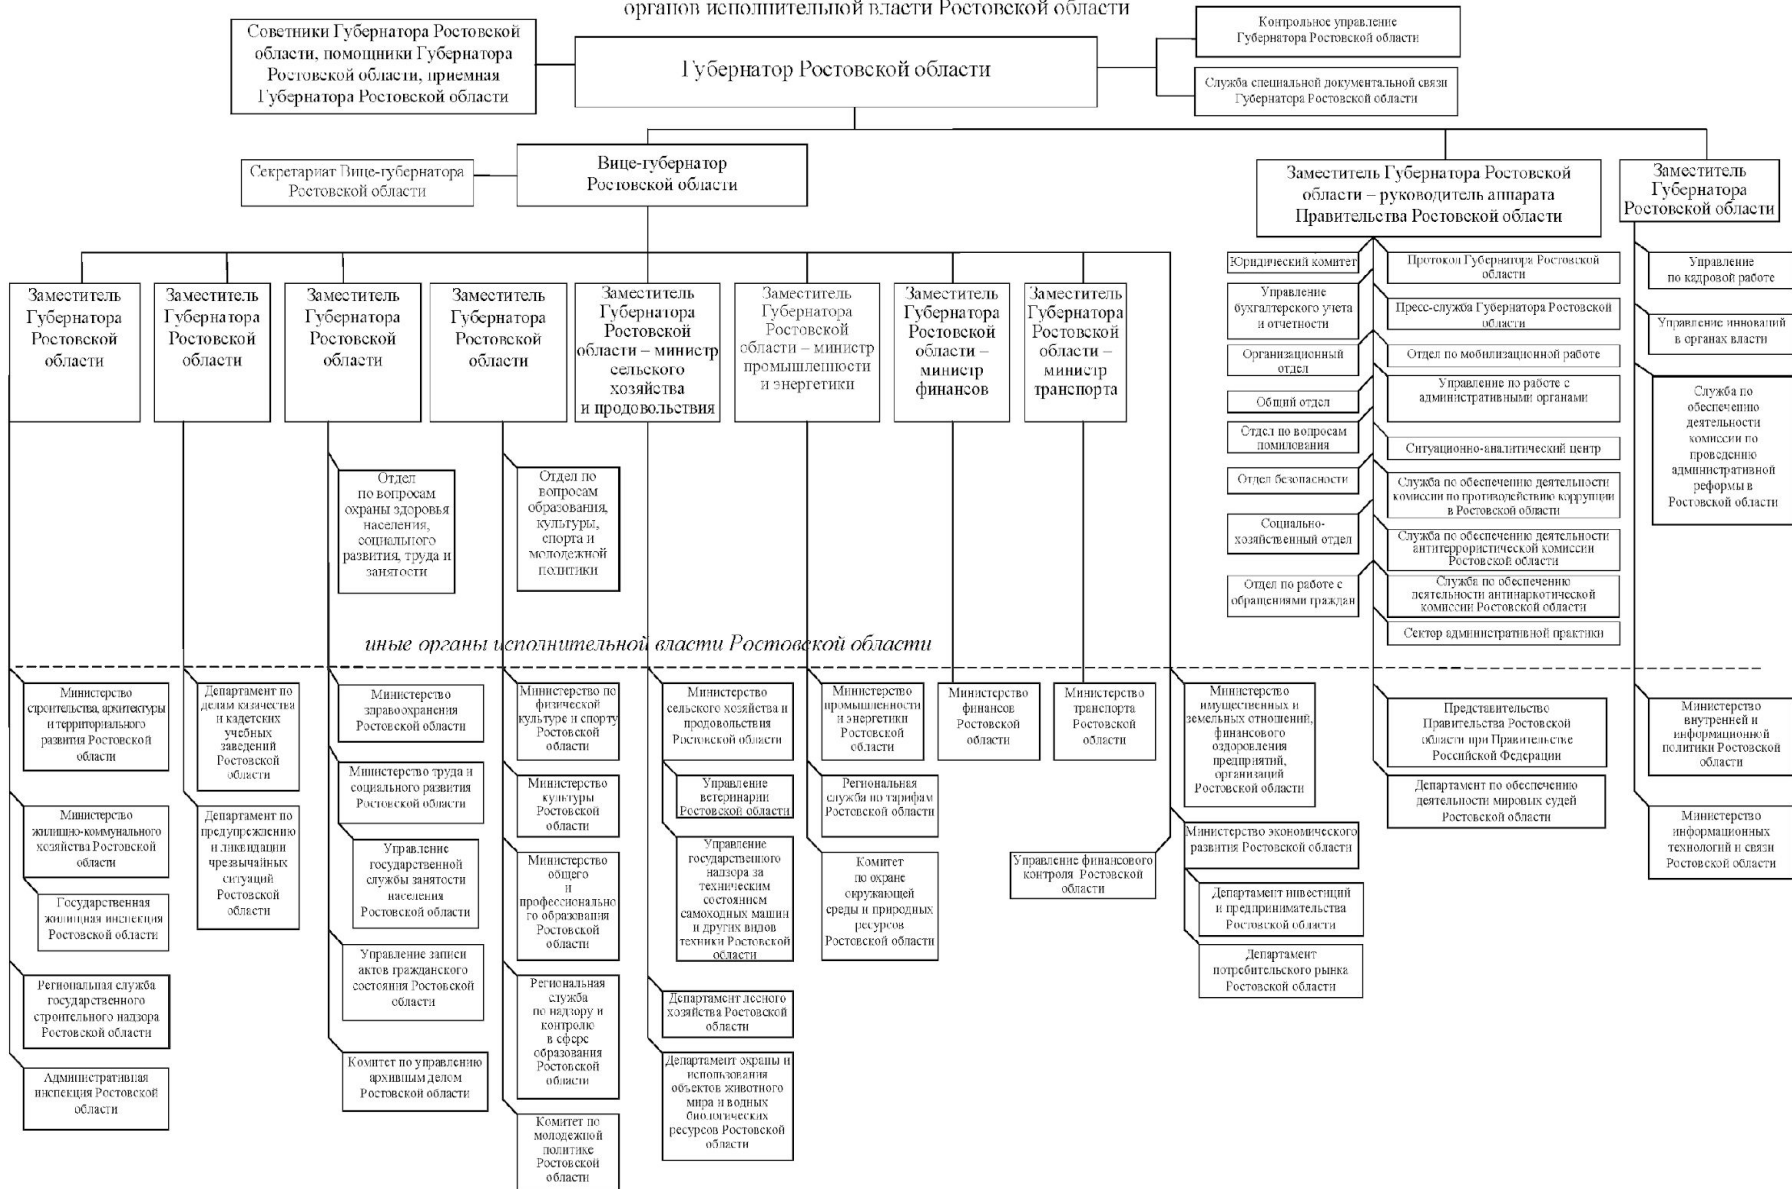 органов исполнительной власти Ростовской области
Советники Губернатора Ростовской
области, помощники Губернатора
Ростовской области, приемная
Губернатора Ростовской области
Губернатор Ростовской области
Контрольное управление
Губернатора Ростовской области
Служба специальной документальной связи
Губернатора Ростовской области
Секретариат Вице-губернатора
Ростовской области
Вице-губернатор
Ростовской области
Заместитель Губернатора Ростовской
области – руководитель аппарата
Правительства Ростовской области
Заместитель
Губернатора
Ростовской области
Заместитель
Губернатора
Ростовской
области
Заместитель
Губернатора
Ростовской
области
Заместитель
Губернатора
Ростовской
области
Заместитель
Губернатора
Ростовской
области
Заместитель
Губернатора
Ростовской
области – министр
сельского
хозяйства
и продовольствия
Заместитель
Губернатора
Ростовской
области – министр
промышленности
и энергетики
Заместитель
Губернатора
Ростовской
области –
министр
финансов
Заместитель
Губернатора
Ростовской
области –
министр
транспорта
Юридический комитет
Управление
бухгалтерского учета
и отчетности
Организационный
отдел
Общий отдел
Отдел по вопросам
помилования
Отдел безопасности
Социально-
хозяйственный отдел
Отдел по работе с
обращениями граждан
Протокол Губернатора Ростовской
области
Пресс-служба Губернатора Ростовской
области
Отдел по мобилизационной работе
Управление по работе с
административными органами
Ситуационно-аналитический центр
Служба по обеспечению деятельности
комиссии по противодействию коррупции
в Ростовской области
Служба по обеспечению деятельности
антитеррористической комиссии
Ростовской области
Служба по обеспечению
деятельности антинаркотической
комиссии Ростовской области
Сектор административной практики
Управление
по кадровой работе
Управление инноваций
в органах власти
Служба по
обеспечению
деятельности
комиссии по
проведению
административной
реформы в
Ростовской области
Отдел
по вопросам
охраны здоровья
населения,
социального
развития, труда и
занятости
Отдел по
вопросам
образования,
культуры,
спорта и
молодежной
политики
иные органы исполнительной власти Ростовской области
Министерство
строительства, архитектуры
и территориального
развития Ростовской области
Министерство
жилищно-коммунального
хозяйства Ростовской
области
Государственная
жилищная инспекция
Ростовской области
Региональная служба
государственного
строительного надзора
Ростовской области
Административная
инспекция Ростовской
области
Департамент по
делам казачества
и кадетских
учебных
заведений
Ростовской
области
Департамент по
предупреждению
и ликвидации
чрезвычайных
ситуаций
Ростовской
области
Министерство
здравоохранения
Ростовской области
Министерство труда и
социального развития
Ростовской области
Управление
государственной
службы занятости
населения
Ростовской области
Управление записи
актов гражданского
состояния Ростовской
области
Комитет по управлению
архивным делом
Ростовской области
Министерство по
физической
культуре и спорту
Ростовской
области
Министерство
культуры
Ростовской
области
Министерство
общего
и
профессионально
го образования
Ростовской
области
Региональная
служба
по надзору и
контролю
в сфере
образования
Ростовской
области
Комитет по
молодежной
политике
Ростовской
области
Министерство
сельского хозяйства и
продовольствия
Ростовской области
Управление
ветеринарии
Ростовской области
Управление
государственного
надзора за
техническим
состоянием
самоходных машин
и других видов
техники Ростовской
области
Департамент лесного
хозяйства Ростовской
области
Департамент охраны и
использования
объектов животного
мира и водных
биологических
ресурсов Ростовской
области
Министерство
промышленности
и энергетики
Ростовской
области
Региональная
служба по тарифам
Ростовской области
Комитет
по охране
окружающей
среды и природных
ресурсов
Ростовской области
Министерство
финансов
Ростовской
области
Министерство
транспорта
Ростовской
области
Управление финансового
контроля Ростовской
области
Министерство
имущественных и
земельных отношений,
финансового
оздоровления
предприятий,
организаций
Ростовской области
Министерство экономического
развития Ростовской области
Департамент инвестиций
и предпринимательства
Ростовской области
Департамент
потребительского рынка
Ростовской области
Представительство
Правительства Ростовской
области при Правительстве
Российской Федерации
Департамент по обеспечению
деятельности мировых судей
Ростовской области
Министерство
внутренней и
информационной
политики Ростовской
области
Министерство
информационных
технологий и связи
Ростовской области